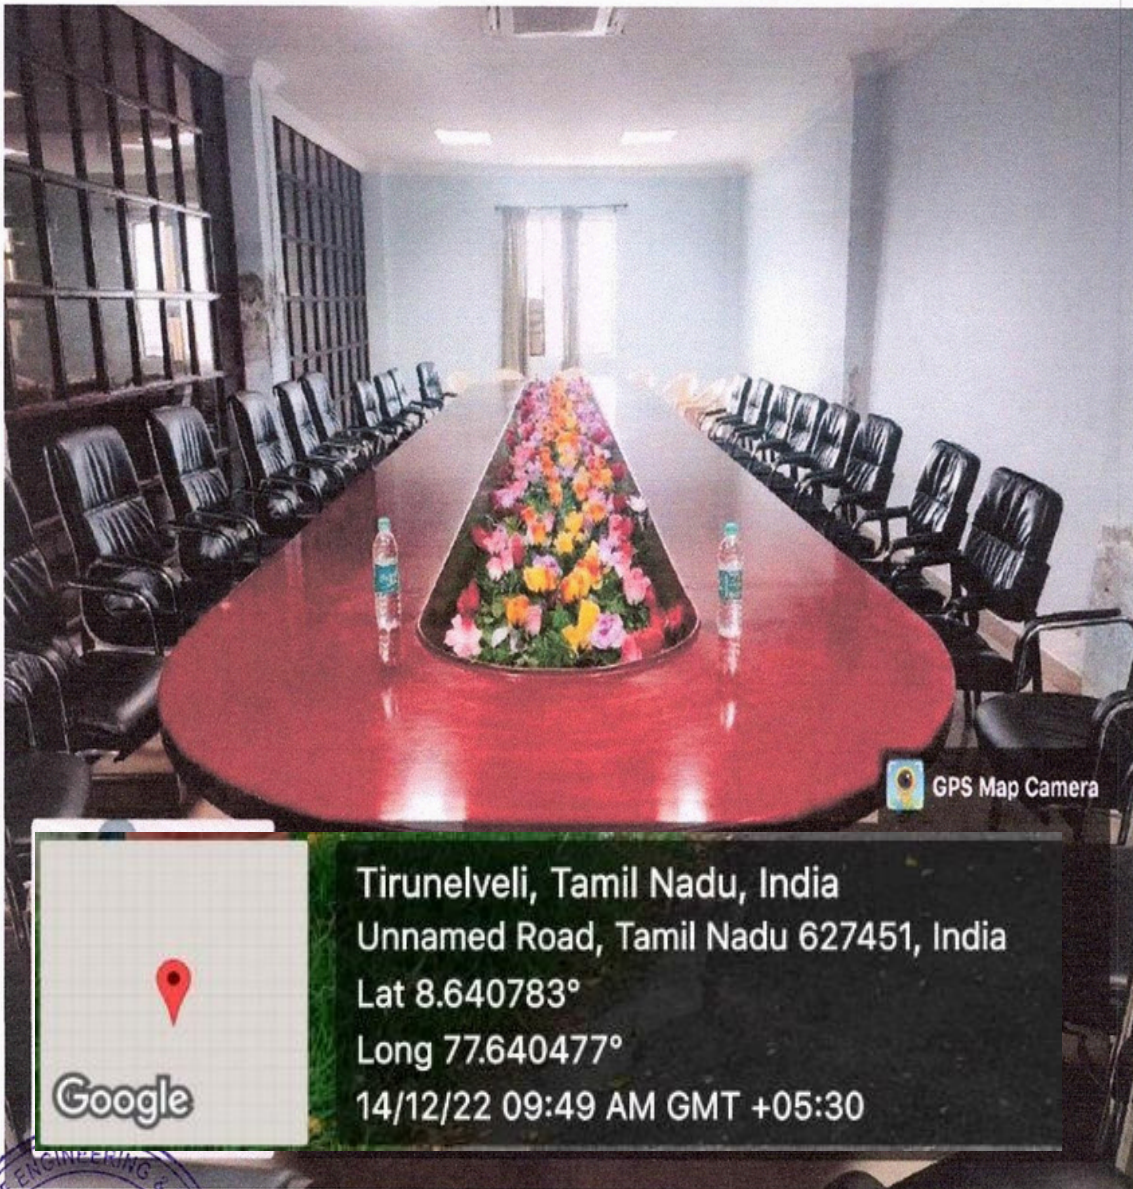 GPS Map Camera
Tirunelveli, Tamil Nadu, India
Unnamed Road, Tamil Nadu 627451, India
Lat 8.640783°
Long 77.640477°
14/12/22 09:49 AM GMT +05:30
Google
ENGINEERING &